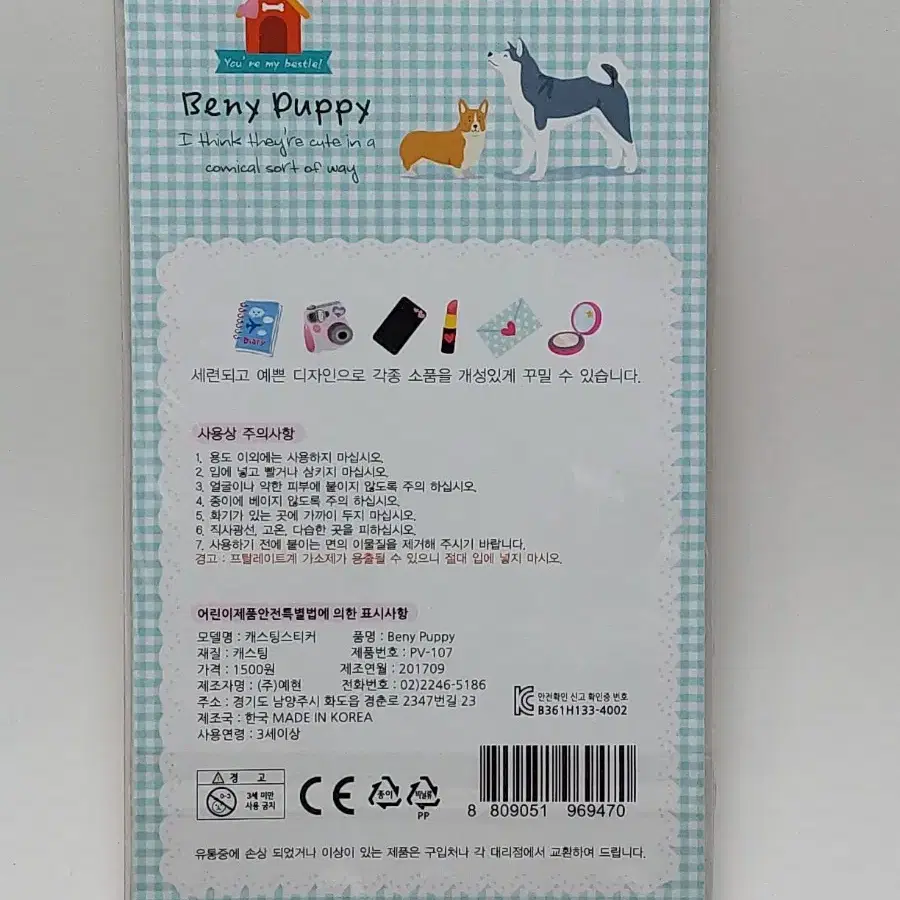 You're my bestie!
Beny Puppy
I think they're cute in a
comical sort of way
Diary
세련되고 예쁜 디자인으로 각종 소품을 개성있게 꾸밀 수 있습니다.
사용상 주의사항
1. 용도 이외에는 사용하지 마십시오.
2. 입에 넣고 빨거나 삼키지 마십시오.
3. 얼굴이나 약한 피부에 붙이지 않도록 주의 하십시오.
4. 종이에 베이지 않도록 주의 하십시오.
5. 화기가 있는 곳에 가까이 두지 마십시오.
6. 직사광선, 고온, 다습한 곳을 피하십시오.
7. 사용하기 전에 붙이는 면의 이물질을 제거해 주시기 바랍니다.
경고 : 프탈레이트계 가소제가 용출될 수 있으니 절대 입에 넣지 마시오.
어린이제품안전특별법에 의한 표시사항
모델명 : 캐스팅스티커 품명 : Beny Puppy
재질 : 캐스팅 제품번호 : PV-107
가격 : 1500원 제조연월 : 201709
제조자명 : (주)예현 전화번호 : 02)2246-5186
주소 : 경기도 남양주시 화도읍 경춘로 2347번길 23
제조국 : 한국 MADE IN KOREA
사용연령 : 3세이상
안전확인 신고 확인증 번호
B361H133-4002
경 고
0-3
3세 미만
사용 금지
CE
종이
비닐류
PP
8 809051 969470
유통중에 손상 되었거나 이상이 있는 제품은 구입처나 각 대리점에서 교환하여 드립니다.